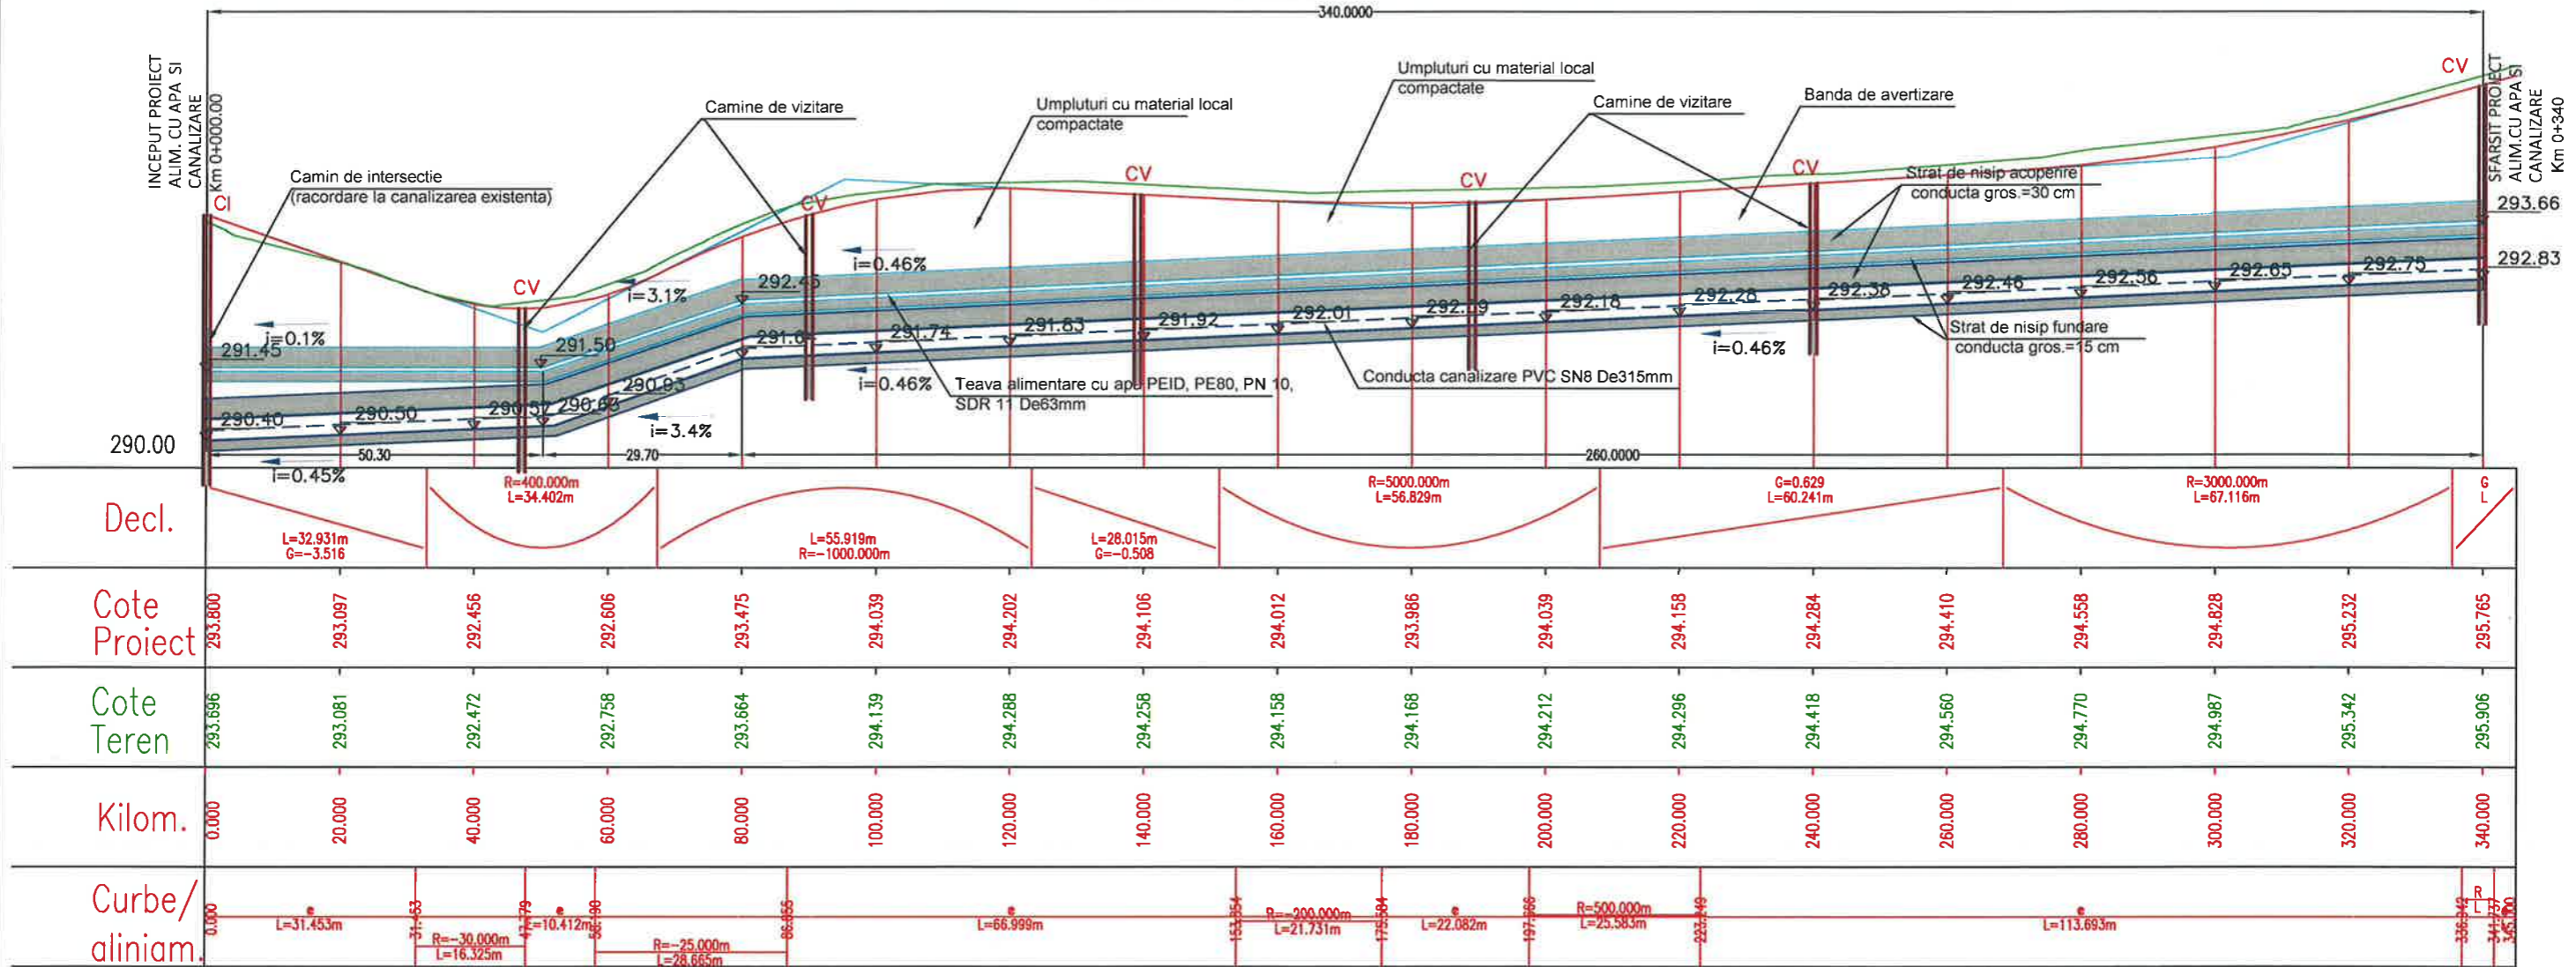 340.0000
INCEPUT PROIECT
ALIM. CU APA SI
CANALIZARE
Km 0+000.00
SFARSIT PROIECT
ALIM.CU APA SI
CANALIZARE
Km 0+340
CI
Camin de intersectie
(racordare la canalizarea existenta)
Camine de vizitare
Umpluturi cu material local
compactate
Umpluturi cu material local
compactate
Camine de vizitare
Banda de avertizare
Strat de nisip acoperire
conducta gros.=30 cm
CV
CV
CV
CV
CV
CV
293.66
292.83
i=0.1%
i=3.1%
i=0.46%
291.45
291.50
292.45
290.40
290.50
290.57
290.63
290.93
291.6
291.74
291.83
291.92
292.01
292.18
292.28
292.38
292.46
292.56
292.65
292.75
i=0.46%
i=3.4%
i=0.45%
i=0.46%
Teava alimentare cu apa PEID, PE80, PN 10,
SDR 11 De63mm
Conducta canalizare PVC SN8 De315mm
Strat de nisip fundare
conducta gros.=15 cm
290.00
50.30
29.70
260.0000
Decl.
L=32.931m
G=-3.516
R=400.000m
L=34.402m
L=55.919m
R=-1000.000m
L=28.015m
G=-0.508
R=5000.000m
L=56.829m
G=0.629
L=60.241m
R=3000.000m
L=67.116m
G
L
Cote
Proiect
293.800
293.097
292.456
292.606
293.475
294.039
294.202
294.106
294.012
293.986
294.039
294.158
294.284
294.410
294.558
294.828
295.232
295.765
Cote
Teren
293.696
293.081
292.472
292.758
293.664
294.139
294.288
294.258
294.158
294.168
294.212
294.296
294.418
294.560
294.770
294.987
295.342
295.906
Kilom.
0.000
20.000
40.000
60.000
80.000
100.000
120.000
140.000
160.000
180.000
200.000
220.000
240.000
260.000
280.000
300.000
320.000
340.000
Curbe/
aliniam.
0.000
e
L=31.453m
31.453
R=-30.000m
L=16.325m
e
L=10.412m
R=-25.000m
L=28.665m
e
L=66.999m
R=-200.000m
L=21.731m
e
L=22.082m
R=500.000m
L=25.583m
e
L=113.693m
R
L